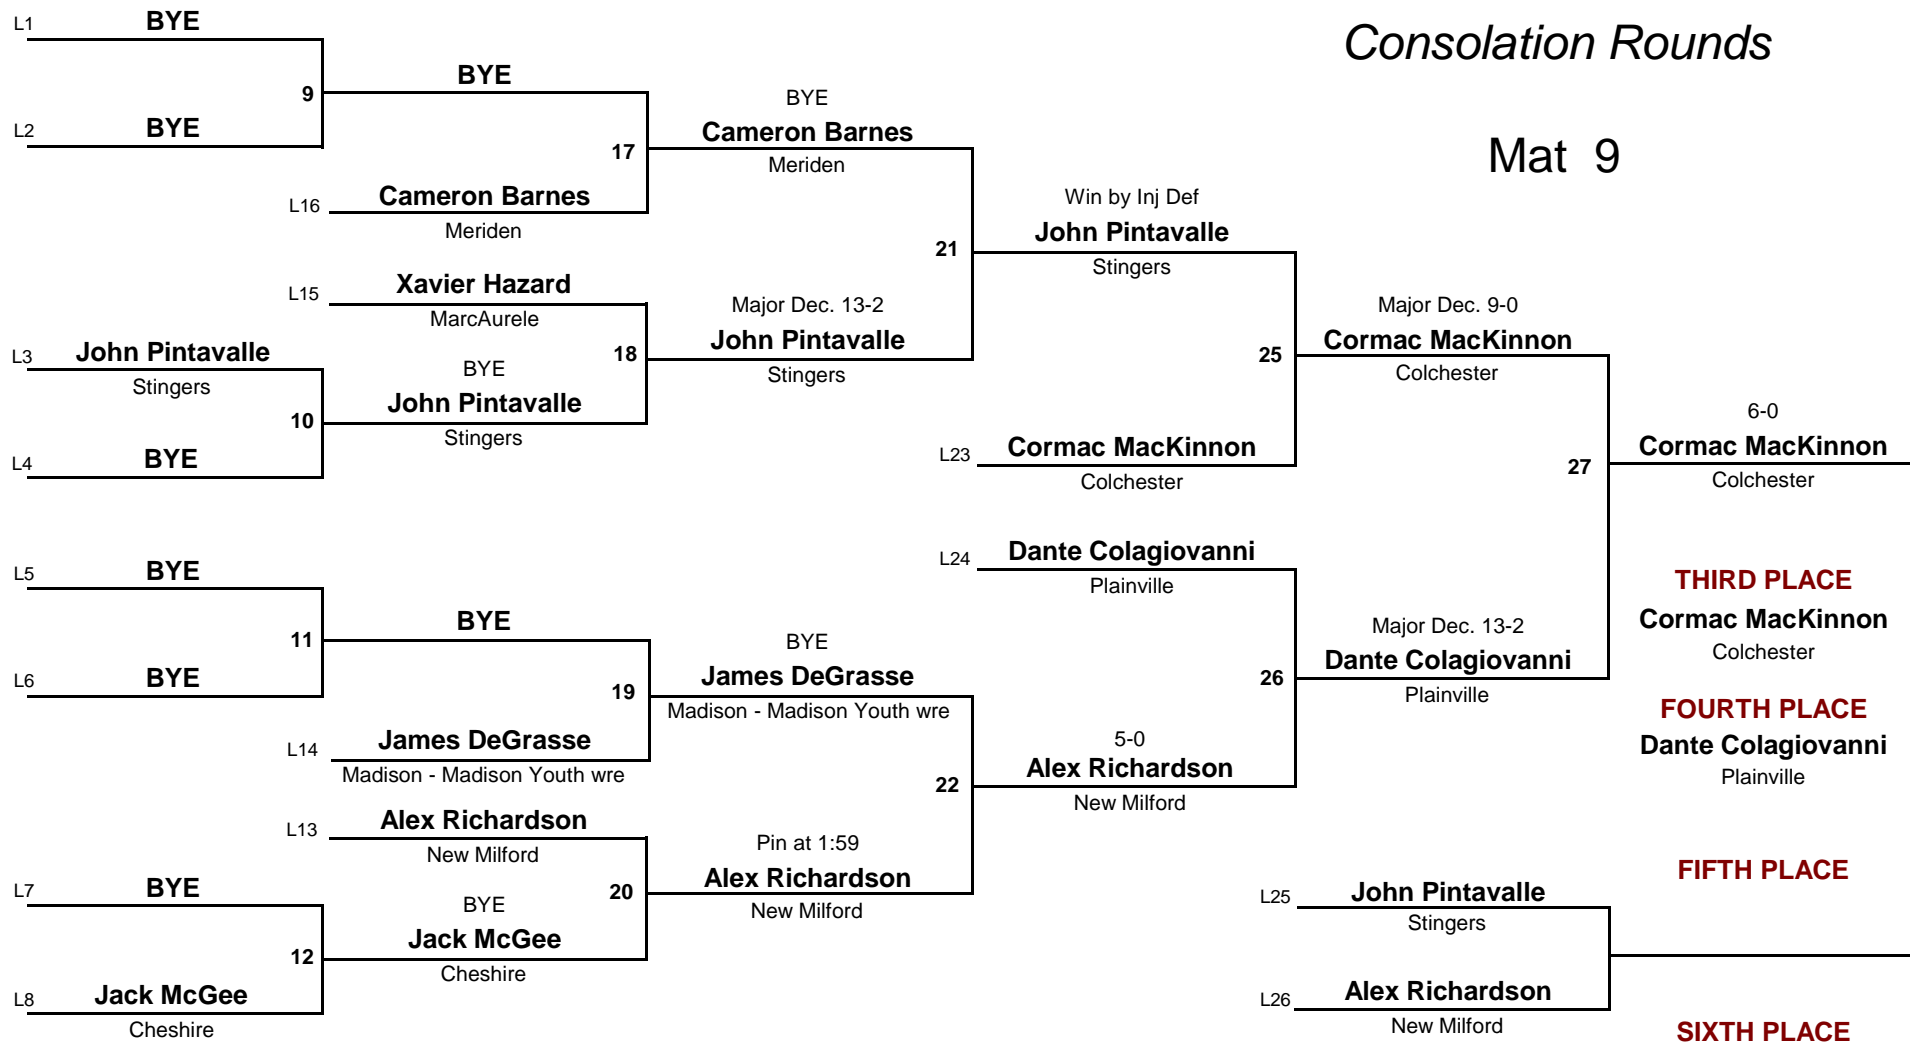 Consolation Rounds
Mat 9
L1 BYE
9
L2 BYE
BYE
17
L16 Cameron Barnes
Meriden
L15 Xavier Hazard
MarcAurele
L3 John Pintavalle
Stingers
10
L4 BYE
BYE
John Pintavalle
Stingers
18
BYE
Cameron Barnes
Meriden
21
Major Dec. 13-2
John Pintavalle
Stingers
Win by Inj Def
John Pintavalle
Stingers
25
L23 Cormac MacKinnon
Colchester
Major Dec. 9-0
Cormac MacKinnon
Colchester
27
6-0
Cormac MacKinnon
Colchester
L5 BYE
11
L6 BYE
BYE
19
L14 James DeGrasse
Madison - Madison Youth wre
L13 Alex Richardson
New Milford
L7 BYE
12
L8 Jack McGee
Cheshire
BYE
Jack McGee
Cheshire
20
BYE
James DeGrasse
Madison - Madison Youth wre
22
Pin at 1:59
Alex Richardson
New Milford
L24 Dante Colagiovanni
Plainville
26
5-0
Alex Richardson
New Milford
Major Dec. 13-2
Dante Colagiovanni
Plainville
THIRD PLACE
Cormac MacKinnon
Colchester
FOURTH PLACE
Dante Colagiovanni
Plainville
L25 John Pintavalle
Stingers
L26 Alex Richardson
New Milford
FIFTH PLACE
SIXTH PLACE